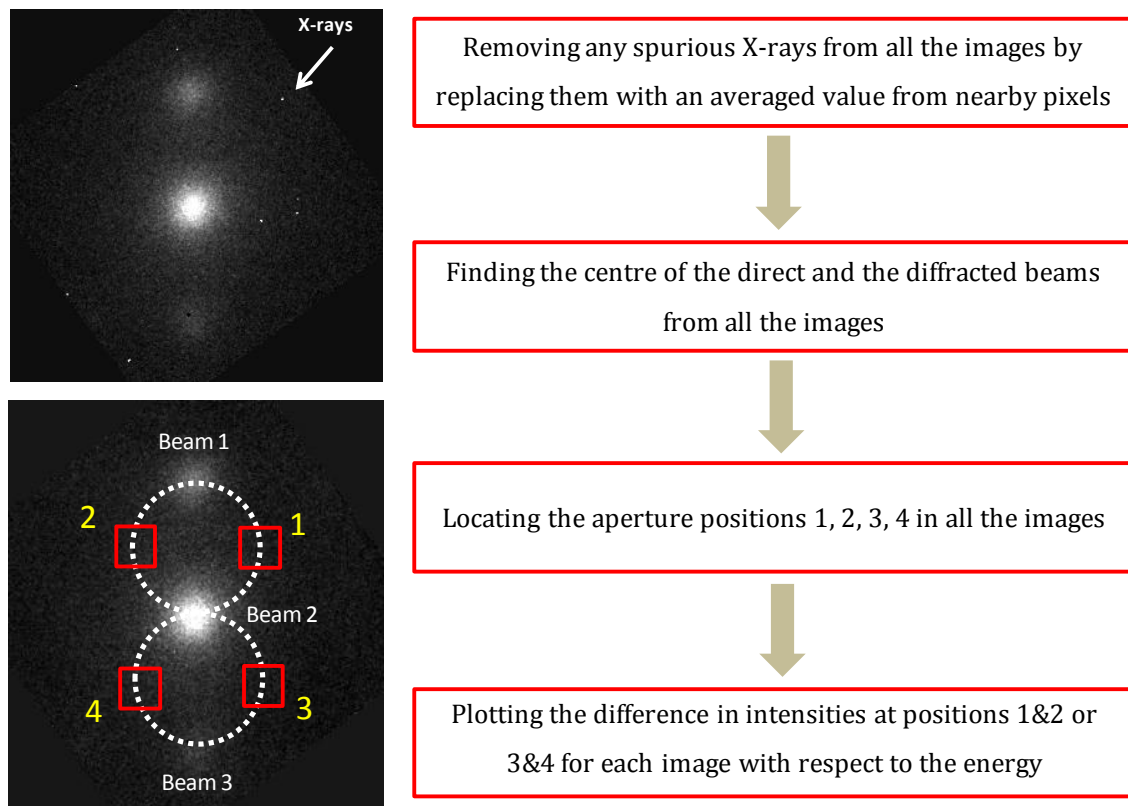 X-rays
Removing any spurious X-rays from all the images by
replacing them with an averaged value from nearby pixels
Finding the centre of the direct and the diffracted beams
from all the images
Beam 1
2
1
Locating the aperture positions 1, 2, 3, 4 in all the images
Beam 2
4
3
Beam 3
Plotting the difference in intensities at positions 1&2 or
3&4 for each image with respect to the energy